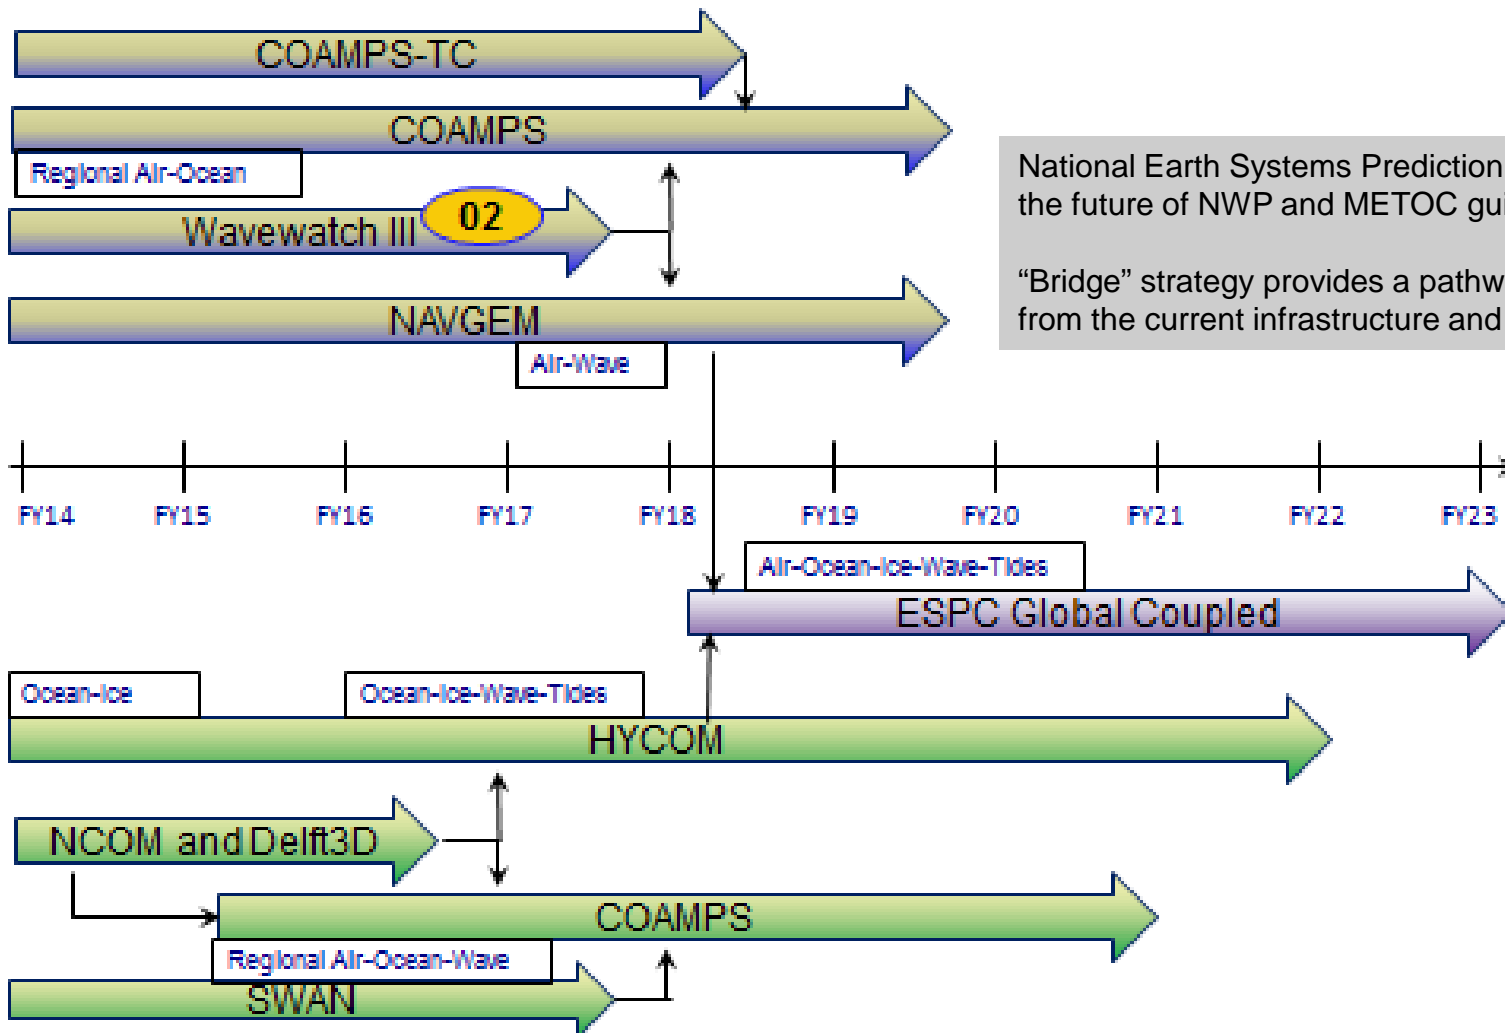 COAMPS-TC
COAMPS
Regional Air-Ocean
Wavewatch III
02
NAVGEM
Air-Wave
National Earth Systems Prediction
the future of NWP and METOC
“Bridge” strategy provides a
from the current infrastructure and
FY14 FY15 FY16 FY17 FY18 FY19 FY20 FY21 FY22 FY23
Air-Ocean-Ice-Wave-Tides
ESPC Global Coupled
Ocean-Ice
Ocean-Ice-Wave-Tides
HYCOM
NCOM and Delft3D
COAMPS
Regional Air-Ocean-Wave
SWAN